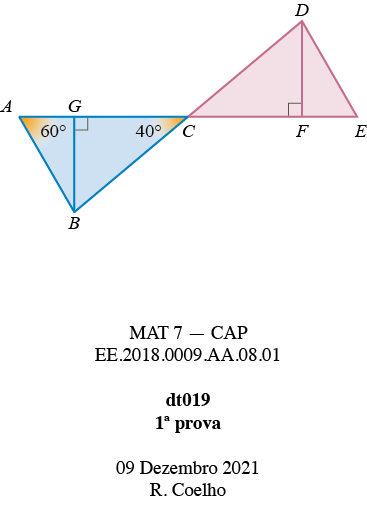 D
A G
60° 40° C F E
B
MAT 7 — CAP
EE.2018.0009.AA.08.01
dt019
1ª prova
09 Dezembro 2021
R. Coelho